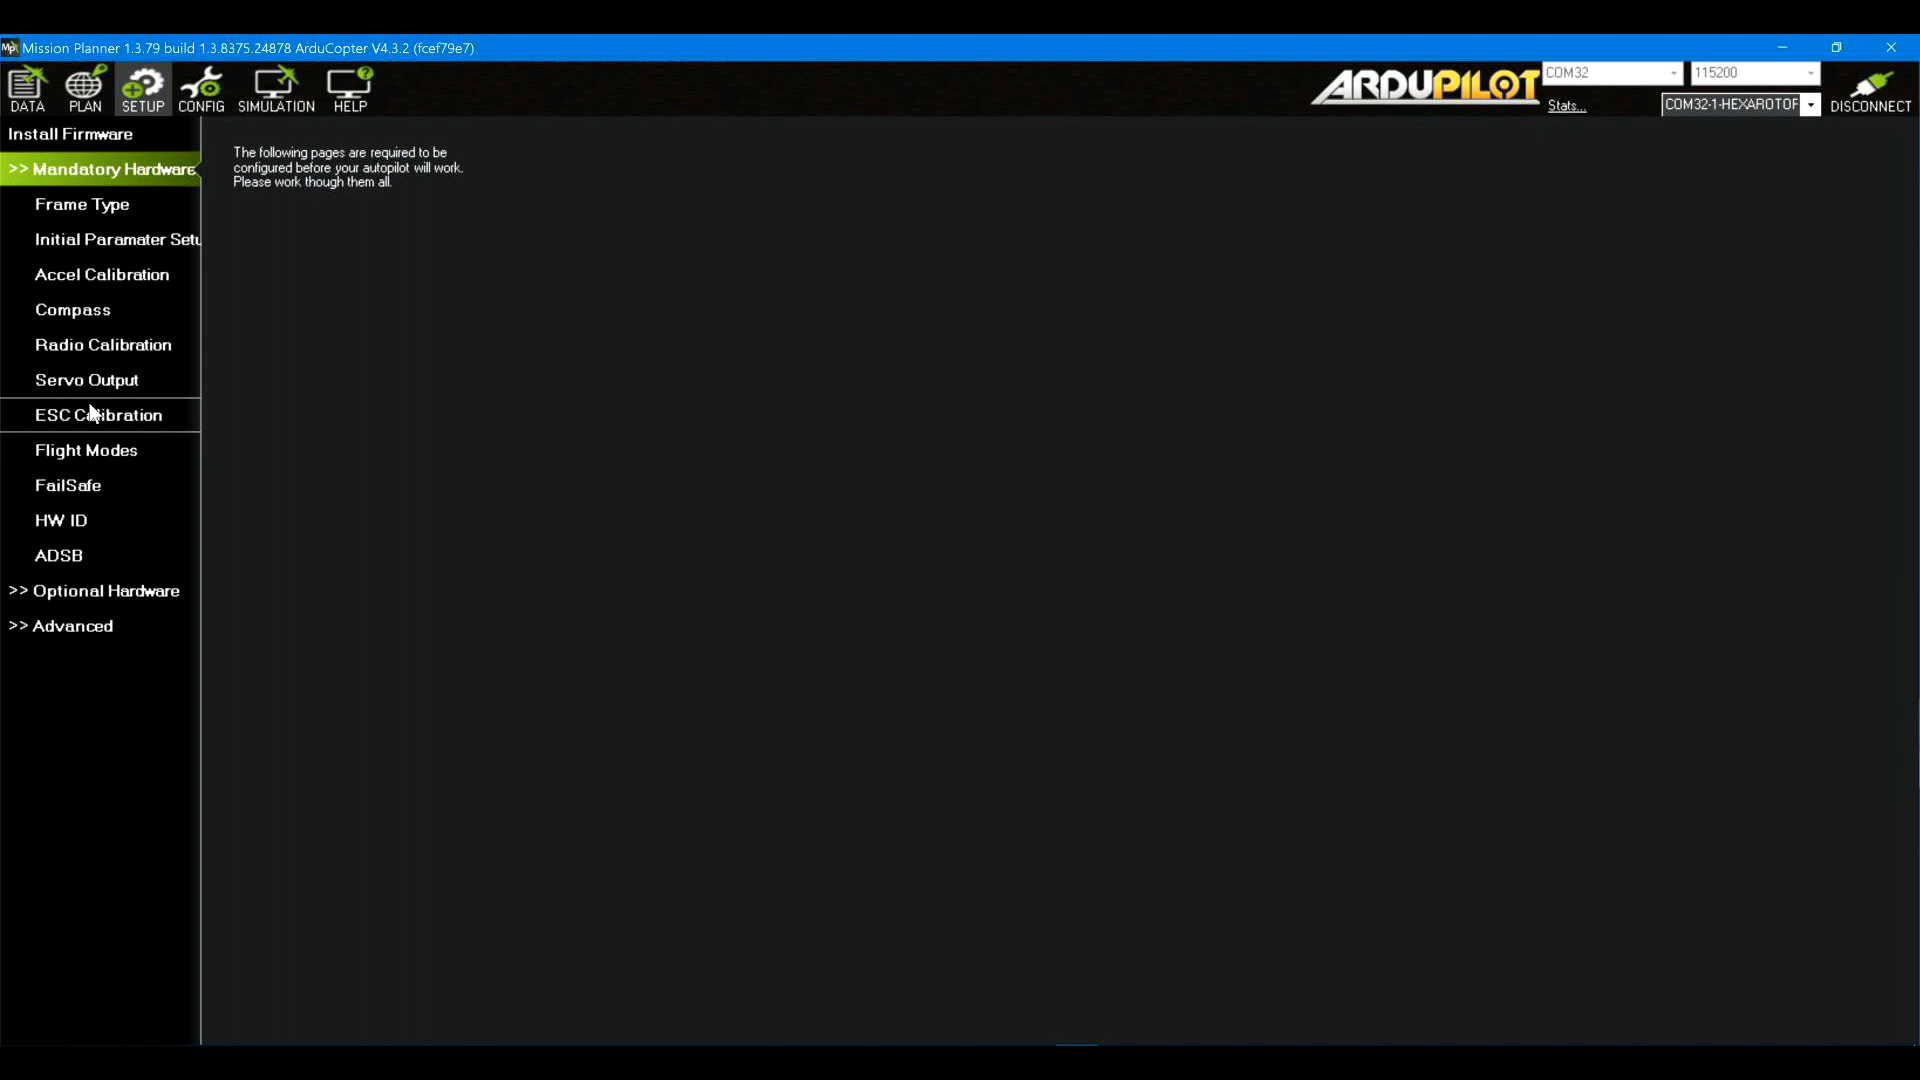 Mp Mission Planner 1.3.79 build 1.3.8375.24878 ArduCopter V4.3.2 (fcef79e7)
DATA PLAN SETUP CONFIG SIMULATION HELP
ARDUPILOT
COM32 115200
Stats... COM32-1-HEXAROTOF DISCONNECT
Install Firmware
>> Mandatory Hardware
Frame Type
Initial Paramater Setu
Accel Calibration
Compass
Radio Calibration
Servo Output
ESC Calibration
Flight Modes
FailSafe
HW ID
ADSB
>> Optional Hardware
>> Advanced
The following pages are required to be
configured before your autopilot will work.
Please work though them all.